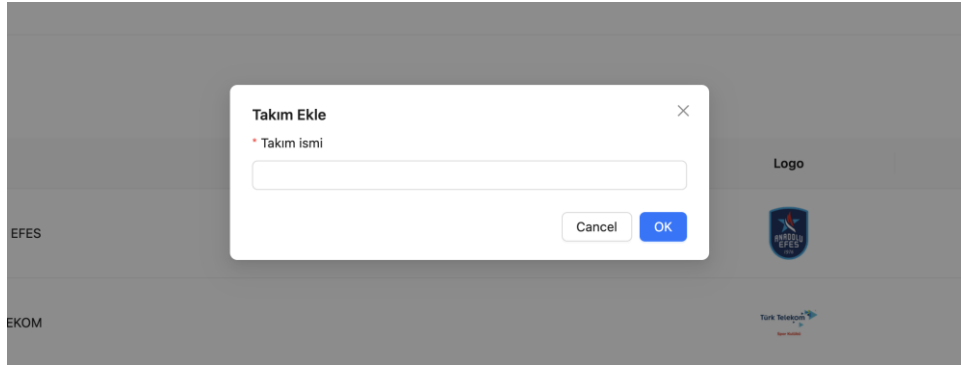 Takım Ekle
* Takım ismi
Cancel
OK
Logo
EFES
ANADOLU
EFES
EKOM
Türk Telekom